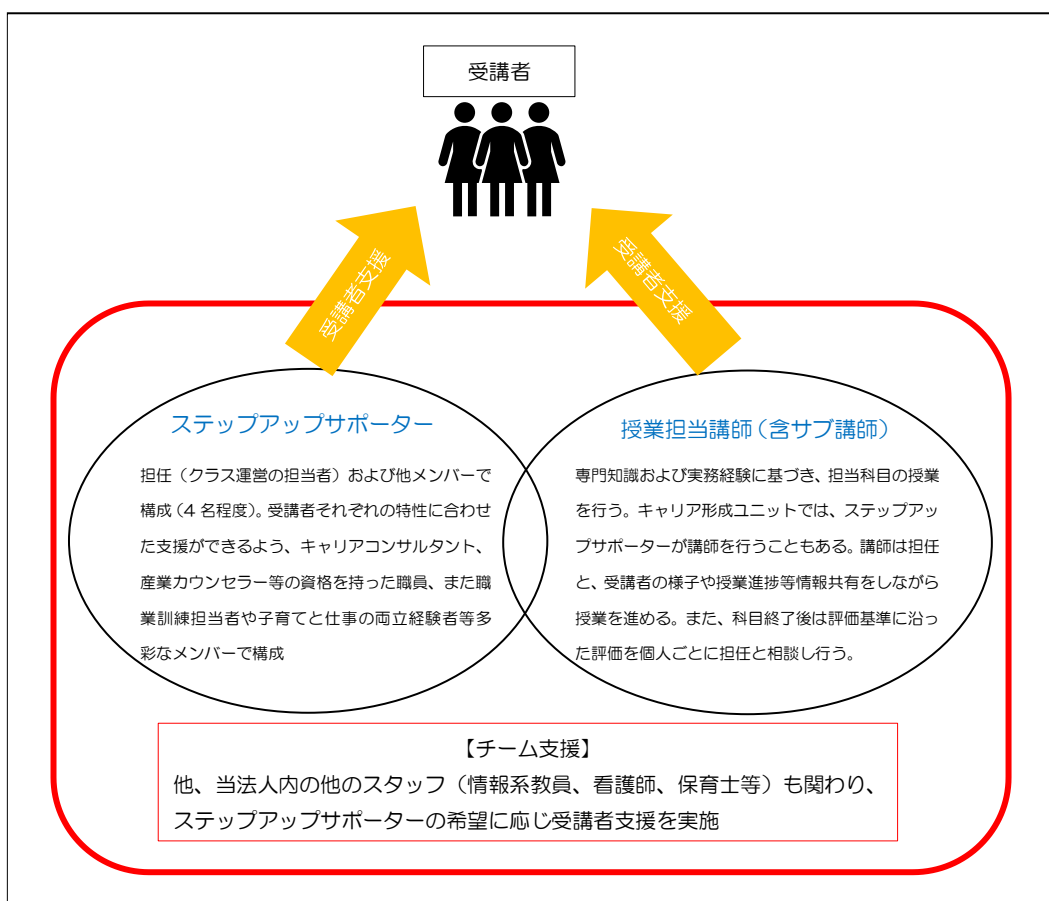 受講者
受講者支援
受講者支援
ステップアップサポーター
担任（クラス運営の担当者）および他メンバーで
構成（4 名程度）。受講者それぞれの特性に合わせ
た支援ができるよう、キャリアコンサルタント、
産業カウンセラー等の資格を持った職員、また職
業訓練担当者や子育てと仕事の両立経験者等多
彩なメンバーで構成
授業担当講師（含サブ講師）
専門知識および実務経験に基づき、担当科目の授業
を行う。キャリア形成ユニットでは、ステップアッ
プサポーターが講師を行うこともある。講師は担任
と、受講者の様子や授業進捗等情報共有をしながら
授業を進める。また、科目終了後は評価基準に沿っ
た評価を個人ごとに担任と相談し行う。
【チーム支援】
他、当法人内の他のスタッフ（情報系教員、看護師、保育士等）も関わり、
ステップアップサポーターの希望に応じ受講者支援を実施